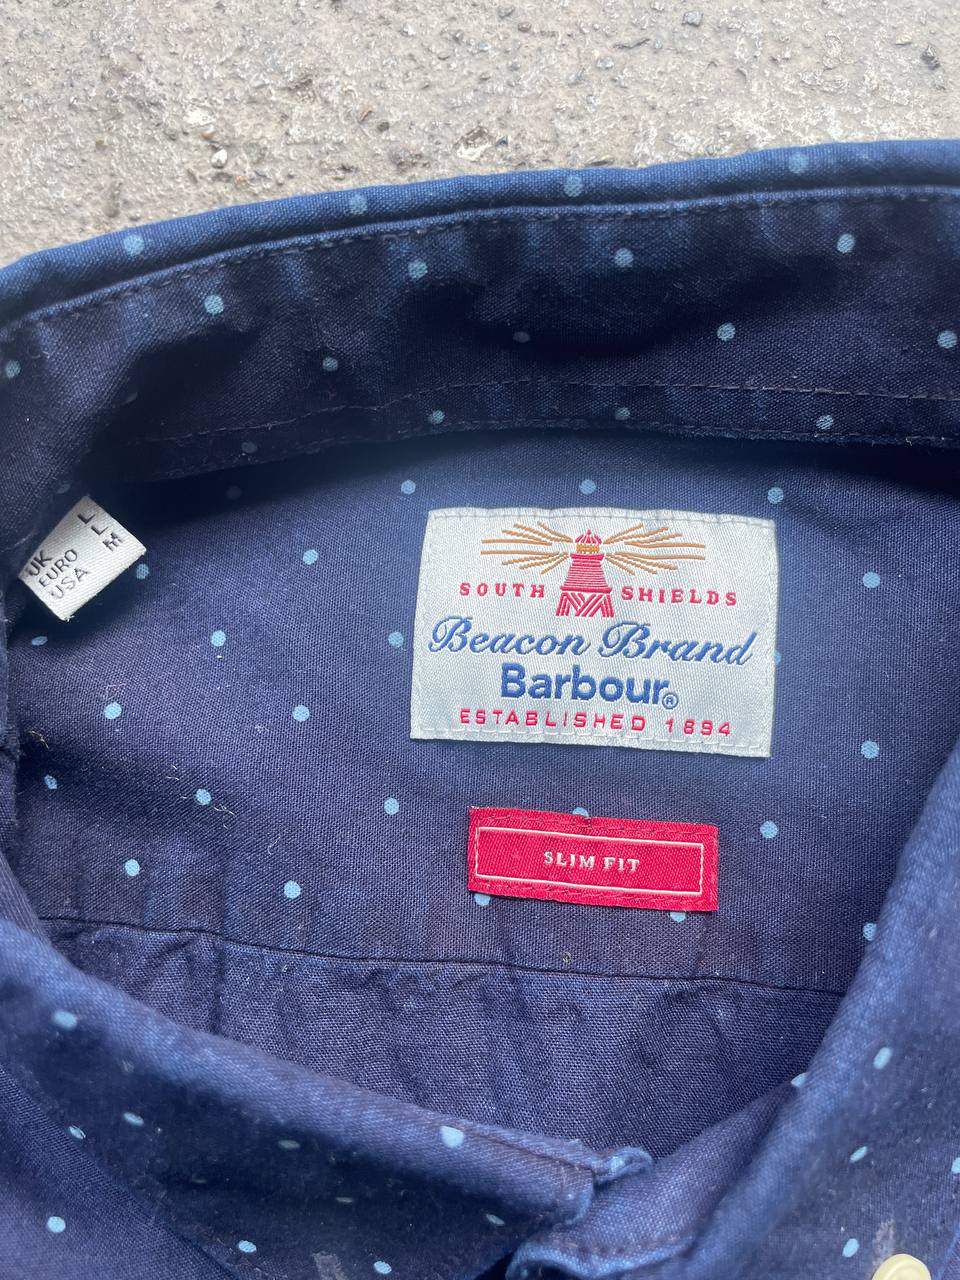 UK L
EURO L
USA M
SOUTH SHIELDS
Beacon Brand
Barbour®
ESTABLISHED 1894
SLIM FIT